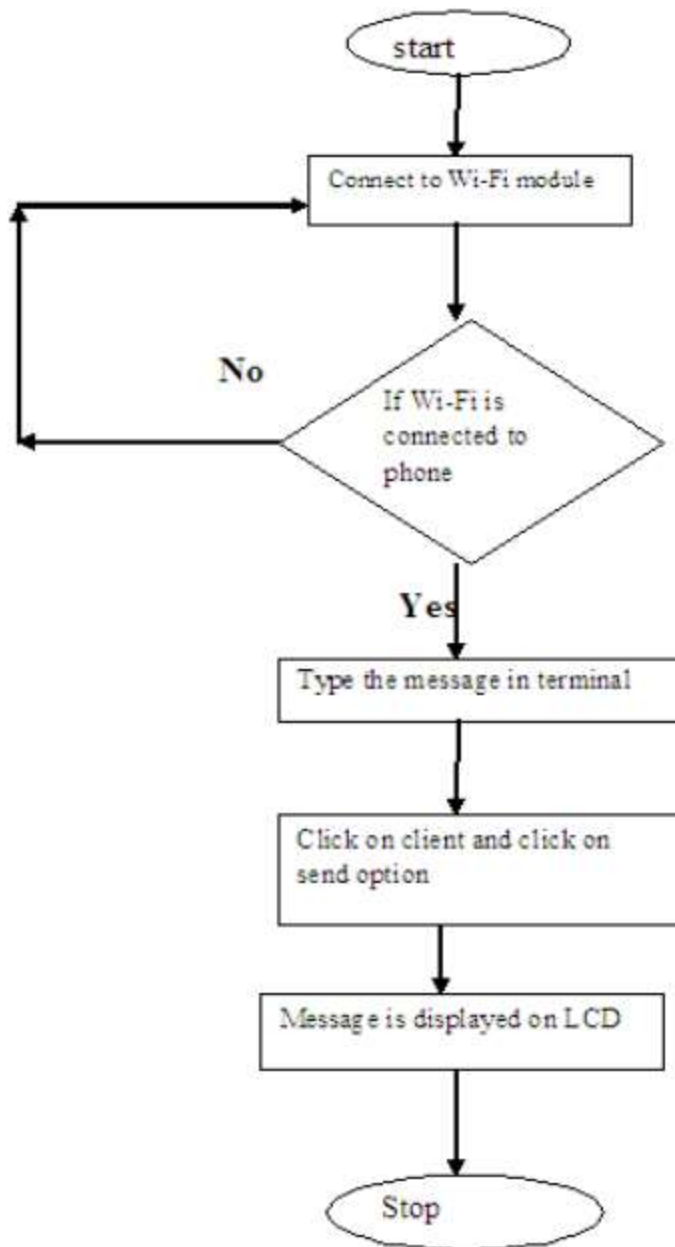 start
Connect to Wi-Fi module
No
If Wi-Fi is
connected to
phone
Yes
Type the message in terminal
Click on client and click on
send option
Message is displayed on LCD
Stop